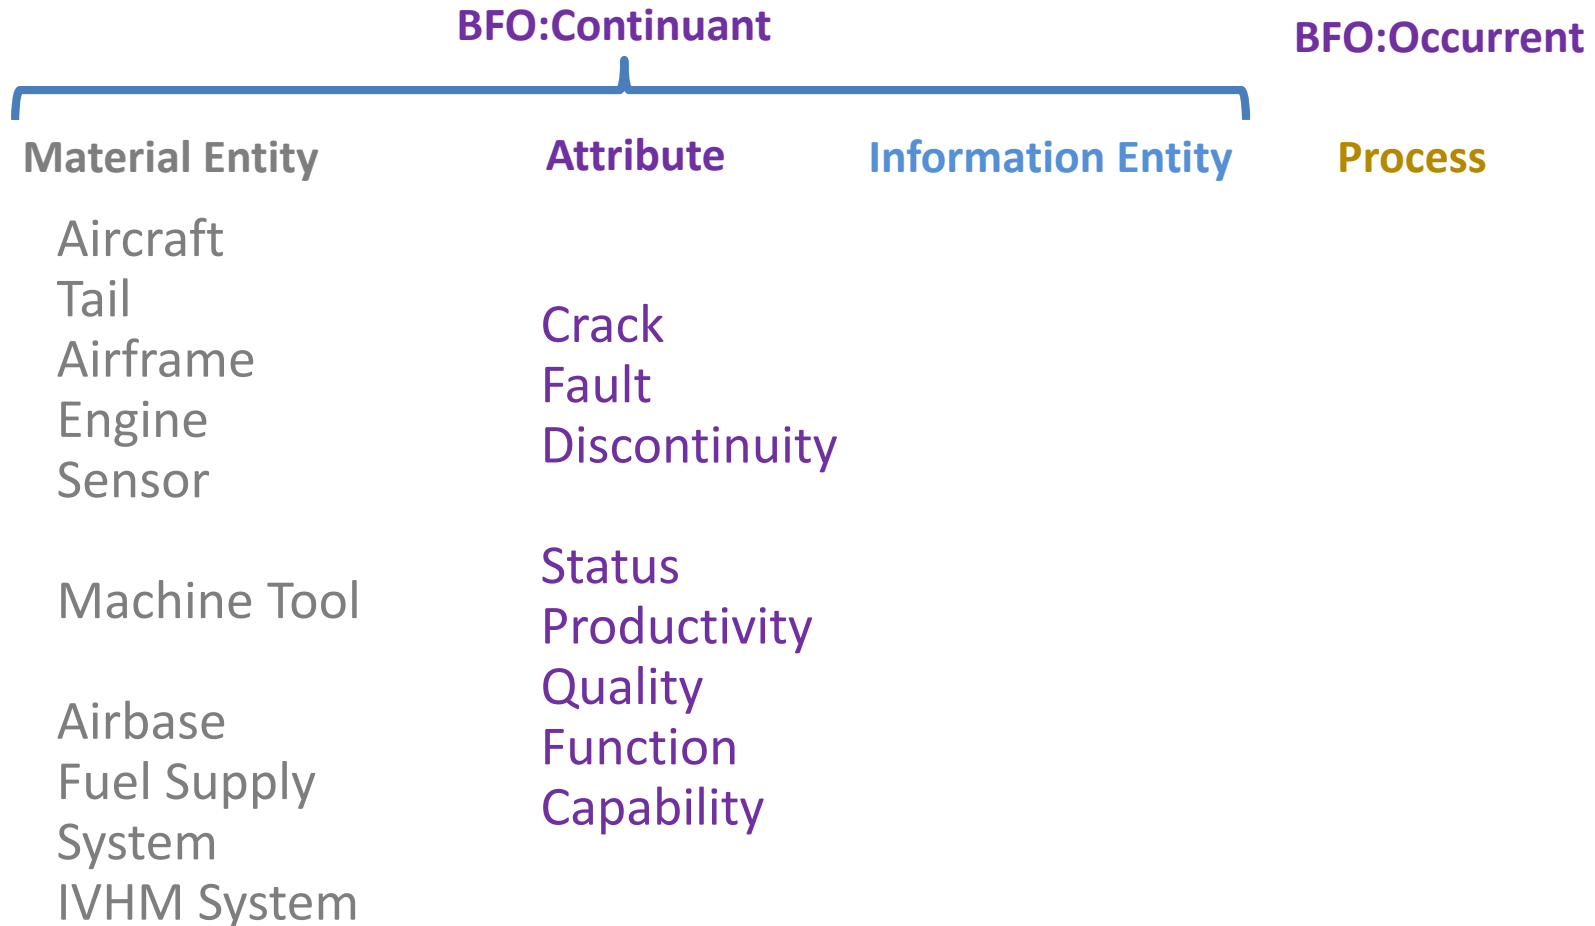 BFO:Continuant
BFO:Occurrent
Material Entity
Attribute
Information Entity
Process
Aircraft
Tail
Airframe
Engine
Sensor
Machine Tool
Airbase
Fuel Supply
System
IVHM System
Crack
Fault
Discontinuity
Status
Productivity
Quality
Function
Capability